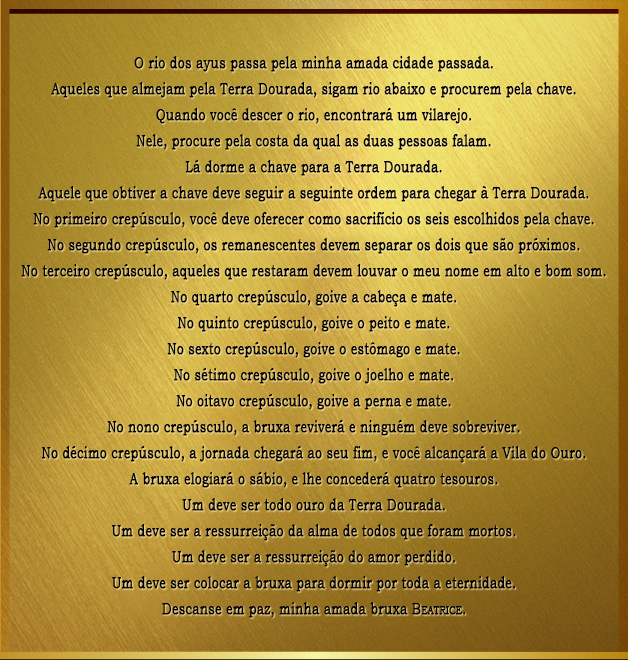 O rio dos ayus passa pela minha amada cidade passada.
Aqueles que almejam pela Terra Dourada, sigam rio abaixo e procurem pela chave.
Quando você descer o rio, encontrará um vilarejo.
Nele, procure pela costa da qual as duas pessoas falam.
Lá dorme a chave para a Terra Dourada.
Aquele que obtiver a chave deve seguir a seguinte ordem para chegar à Terra Dourada.
No primeiro crepúsculo, você deve oferecer como sacrifício os seis escolhidos pela chave.
No segundo crepúsculo, os remanescentes devem separar os dois que são próximos.
No terceiro crepúsculo, aqueles que restaram devem louvar o meu nome em alto e bom som.
No quarto crepúsculo, goive a cabeça e mate.
No quinto crepúsculo, goive o peito e mate.
No sexto crepúsculo, goive o estômago e mate.
No sétimo crepúsculo, goive o joelho e mate.
No oitavo crepúsculo, goive a perna e mate.
No nono crepúsculo, a bruxa reviverá e ninguém deve sobreviver.
No décimo crepúsculo, a jornada chegará ao seu fim, e você alcançará a Vila do Ouro.
A bruxa elogiará o sábio, e lhe concederá quatro tesouros.
Um deve ser todo ouro da Terra Dourada.
Um deve ser a ressurreição da alma de todos que foram mortos.
Um deve ser a ressurreição do amor perdido.
Um deve ser colocar a bruxa para dormir por toda a eternidade.
Descanse em paz, minha amada bruxa BEATRICE.